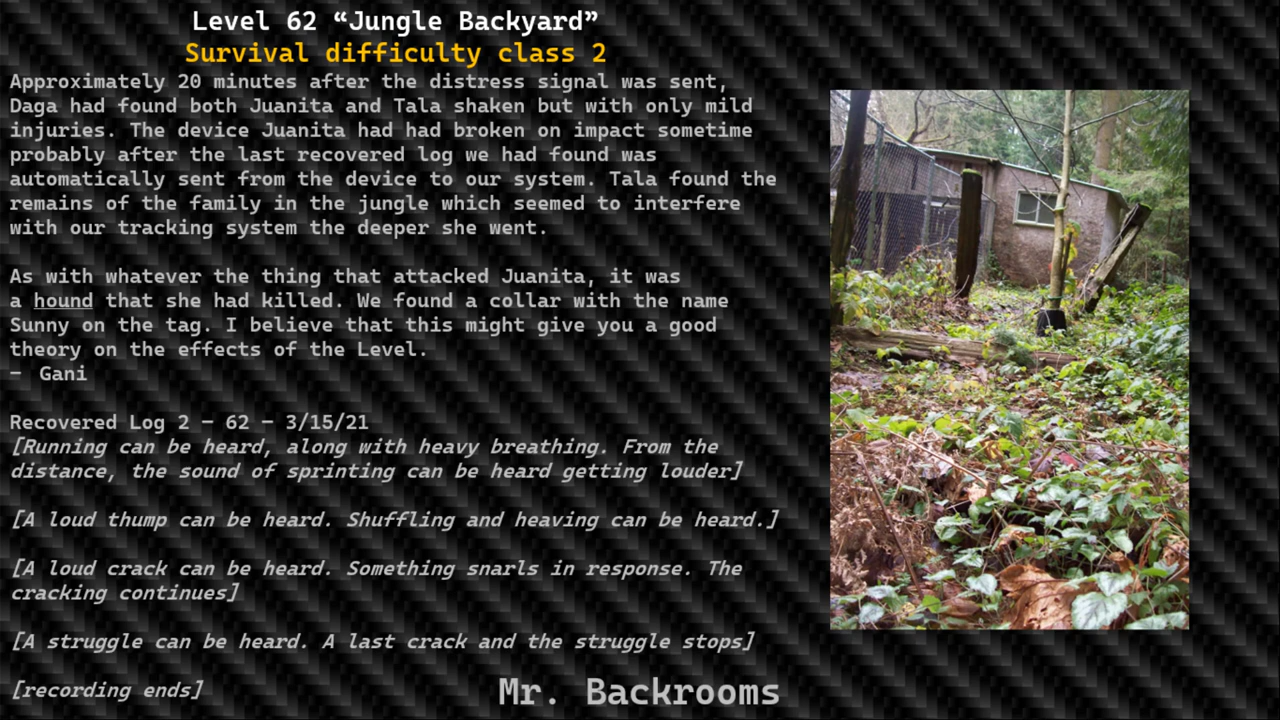 Level 62 “Jungle Backyard”
Survival difficulty class 2
Approximately 20 minutes after the distress signal was sent,
Daga had found both Juanita and Tala shaken but with only mild
injuries. The device Juanita had had broken on impact sometime
probably after the last recovered log we had found was
automatically sent from the device to our system. Tala found the
remains of the family in the jungle which seemed to interfere
with our tracking system the deeper she went.
As with whatever the thing that attacked Juanita, it was
a hound that she had killed. We found a collar with the name
Sunny on the tag. I believe that this might give you a good
theory on the effects of the Level.
– Gani
Recovered Log 2 – 62 – 3/15/21
[Running can be heard, along with heavy breathing. From the
distance, the sound of sprinting can be heard getting louder]
[A loud thump can be heard. Shuffling and heaving can be heard.]
[A loud crack can be heard. Something snarls in response. The
cracking continues]
[A struggle can be heard. A last crack and the struggle stops]
[recording ends]
Mr. Backrooms